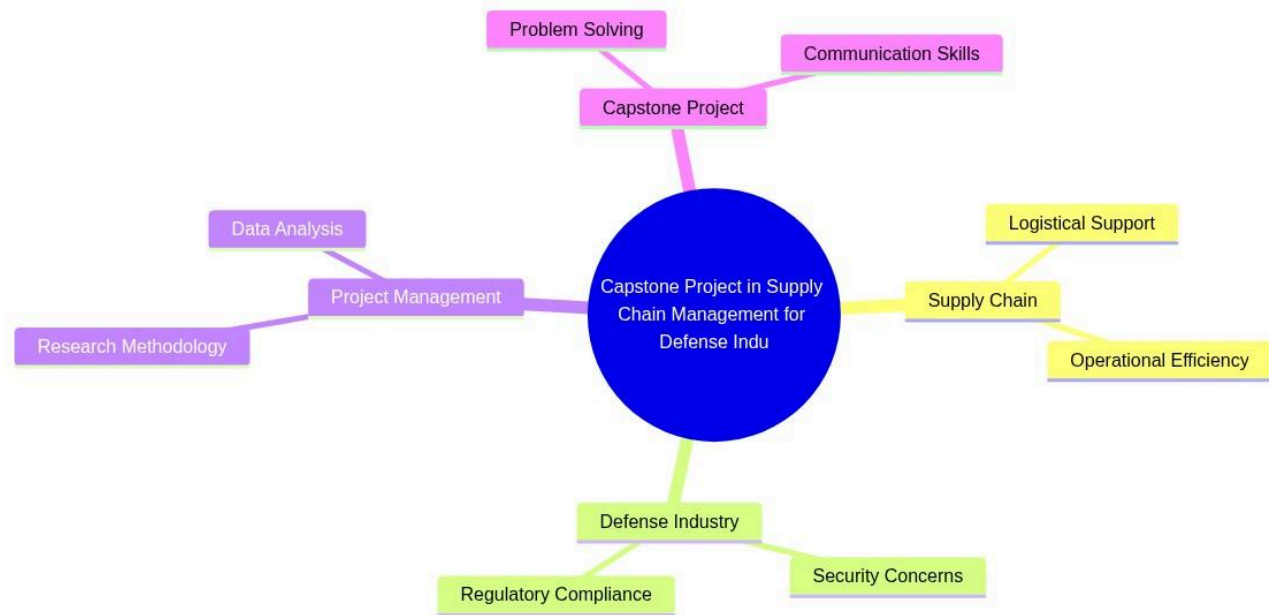 Problem Solving
Communication Skills
Capstone Project
Data Analysis
Logistical Support
Project Management
Capstone Project in Supply
Chain Management for
Defense Indu
Supply Chain
Research Methodology
Operational Efficiency
Defense Industry
Security Concerns
Regulatory Compliance